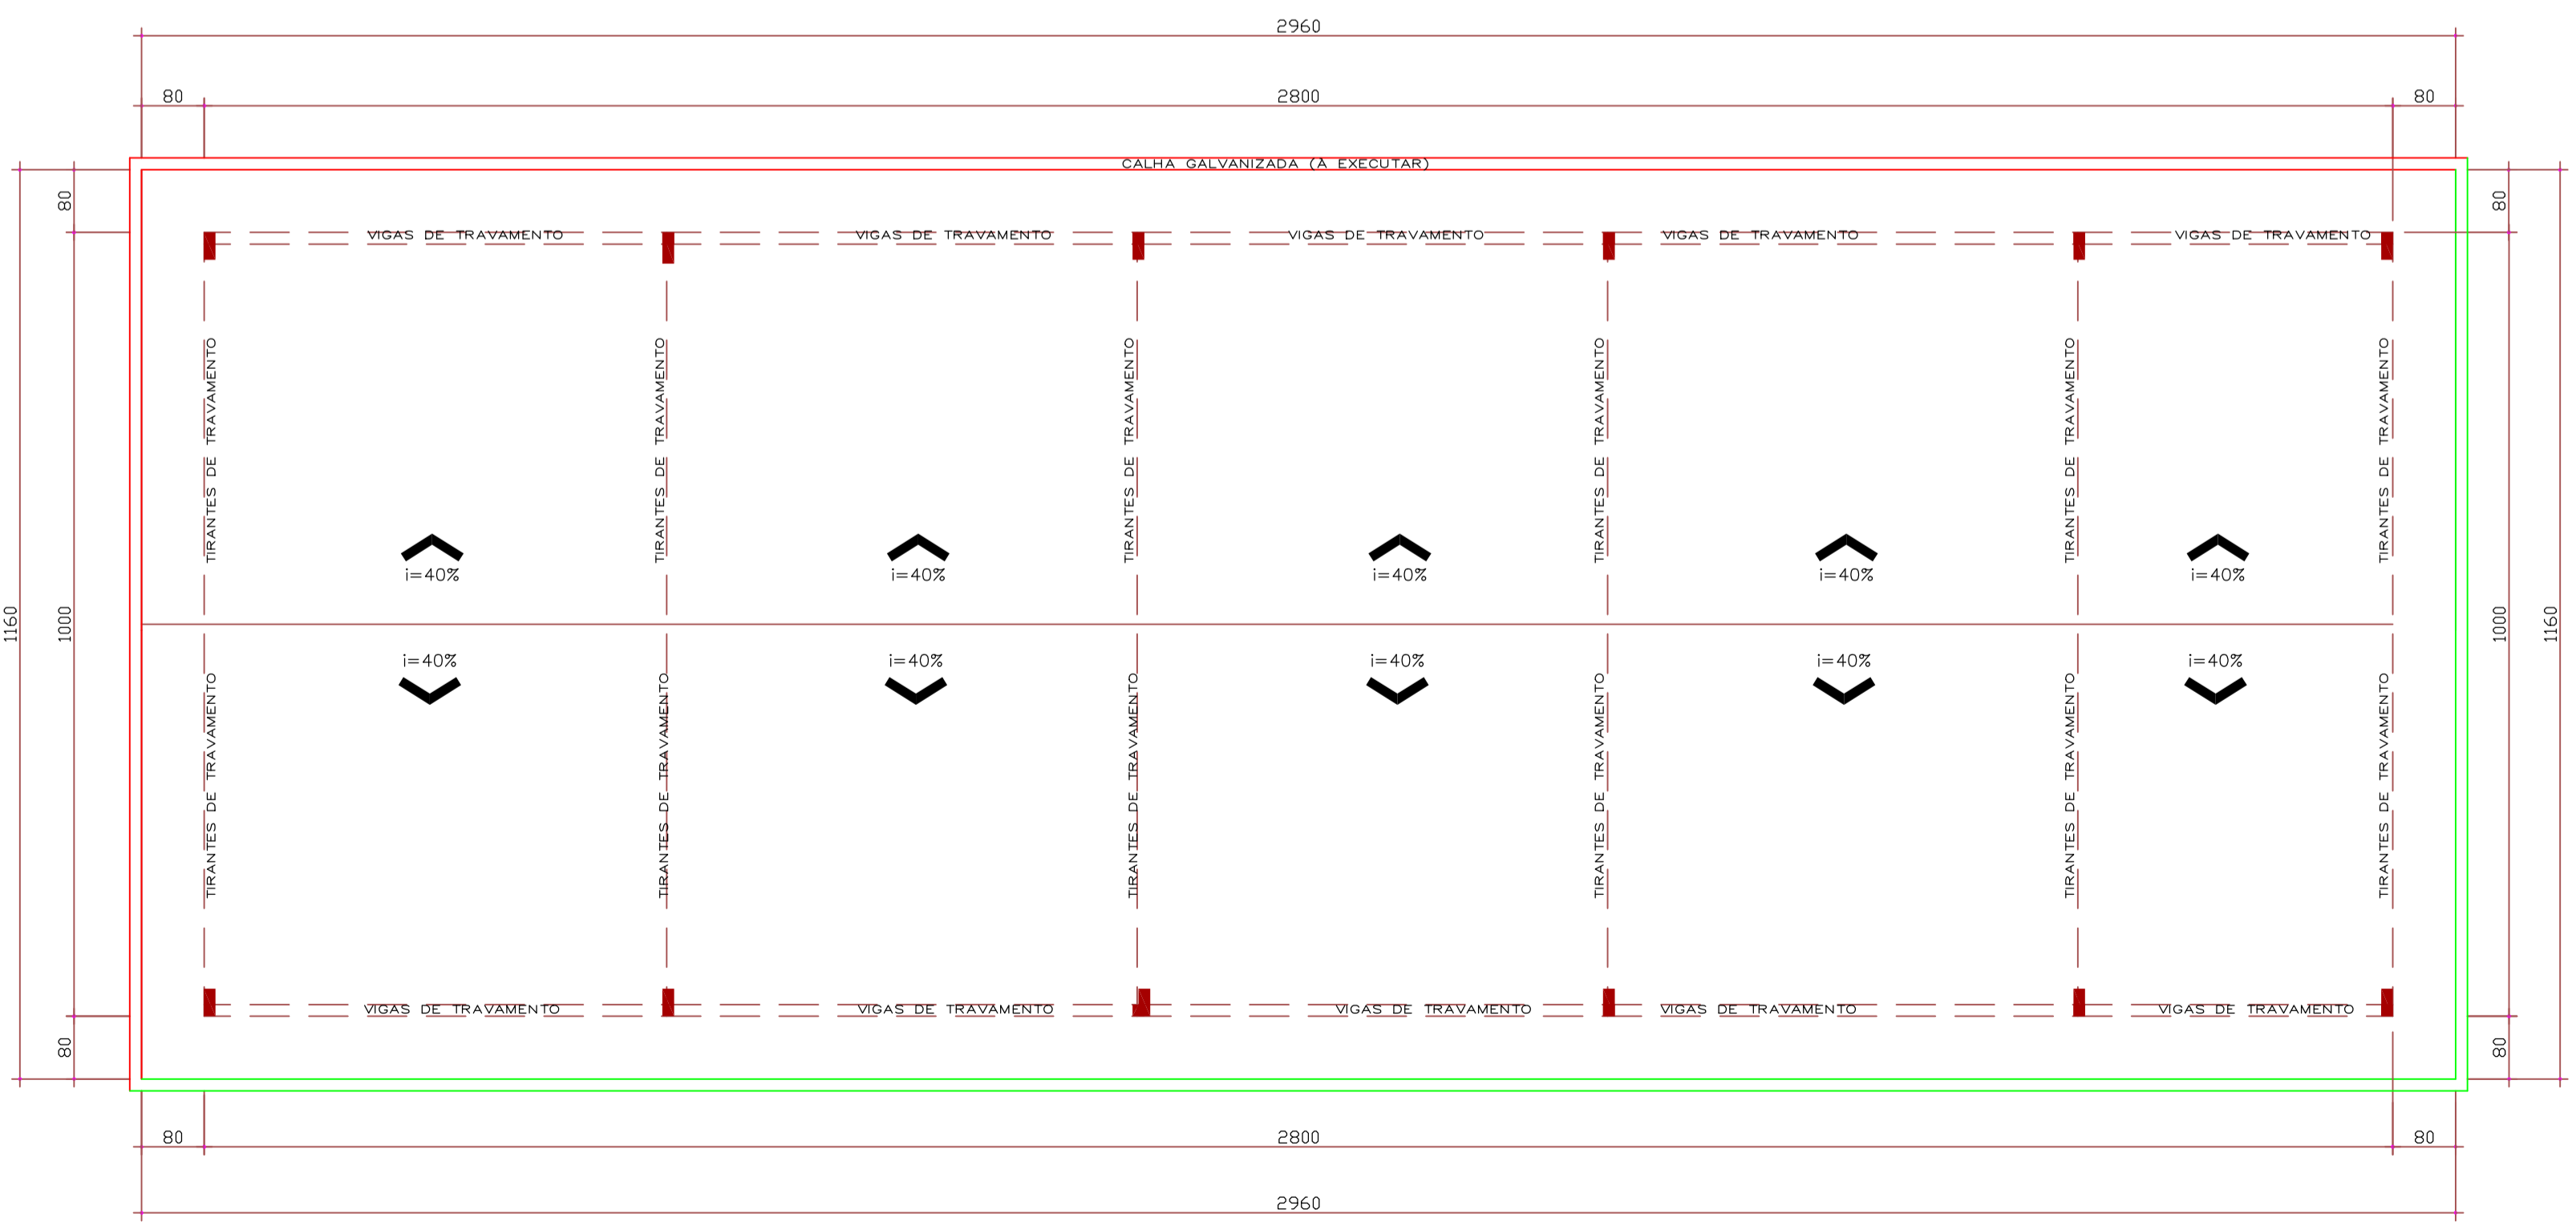 2960
80
2800
80
CALHA GALVANIZADA (À EXECUTAR)
80
80
VIGAS DE TRAVAMENTO
VIGAS DE TRAVAMENTO
VIGAS DE TRAVAMENTO
VIGAS DE TRAVAMENTO
VIGAS DE TRAVAMENTO
TIRANTES DE TRAVAMENTO
TIRANTES DE TRAVAMENTO
TIRANTES DE TRAVAMENTO
TIRANTES DE TRAVAMENTO
TIRANTES DE TRAVAMENTO
TIRANTES DE TRAVAMENTO
i=40%
i=40%
i=40%
i=40%
i=40%
1160
1000
1000
1160
i=40%
i=40%
i=40%
i=40%
i=40%
TIRANTES DE TRAVAMENTO
TIRANTES DE TRAVAMENTO
TIRANTES DE TRAVAMENTO
TIRANTES DE TRAVAMENTO
TIRANTES DE TRAVAMENTO
TIRANTES DE TRAVAMENTO
VIGAS DE TRAVAMENTO
VIGAS DE TRAVAMENTO
VIGAS DE TRAVAMENTO
VIGAS DE TRAVAMENTO
VIGAS DE TRAVAMENTO
80
80
80
2800
80
2960